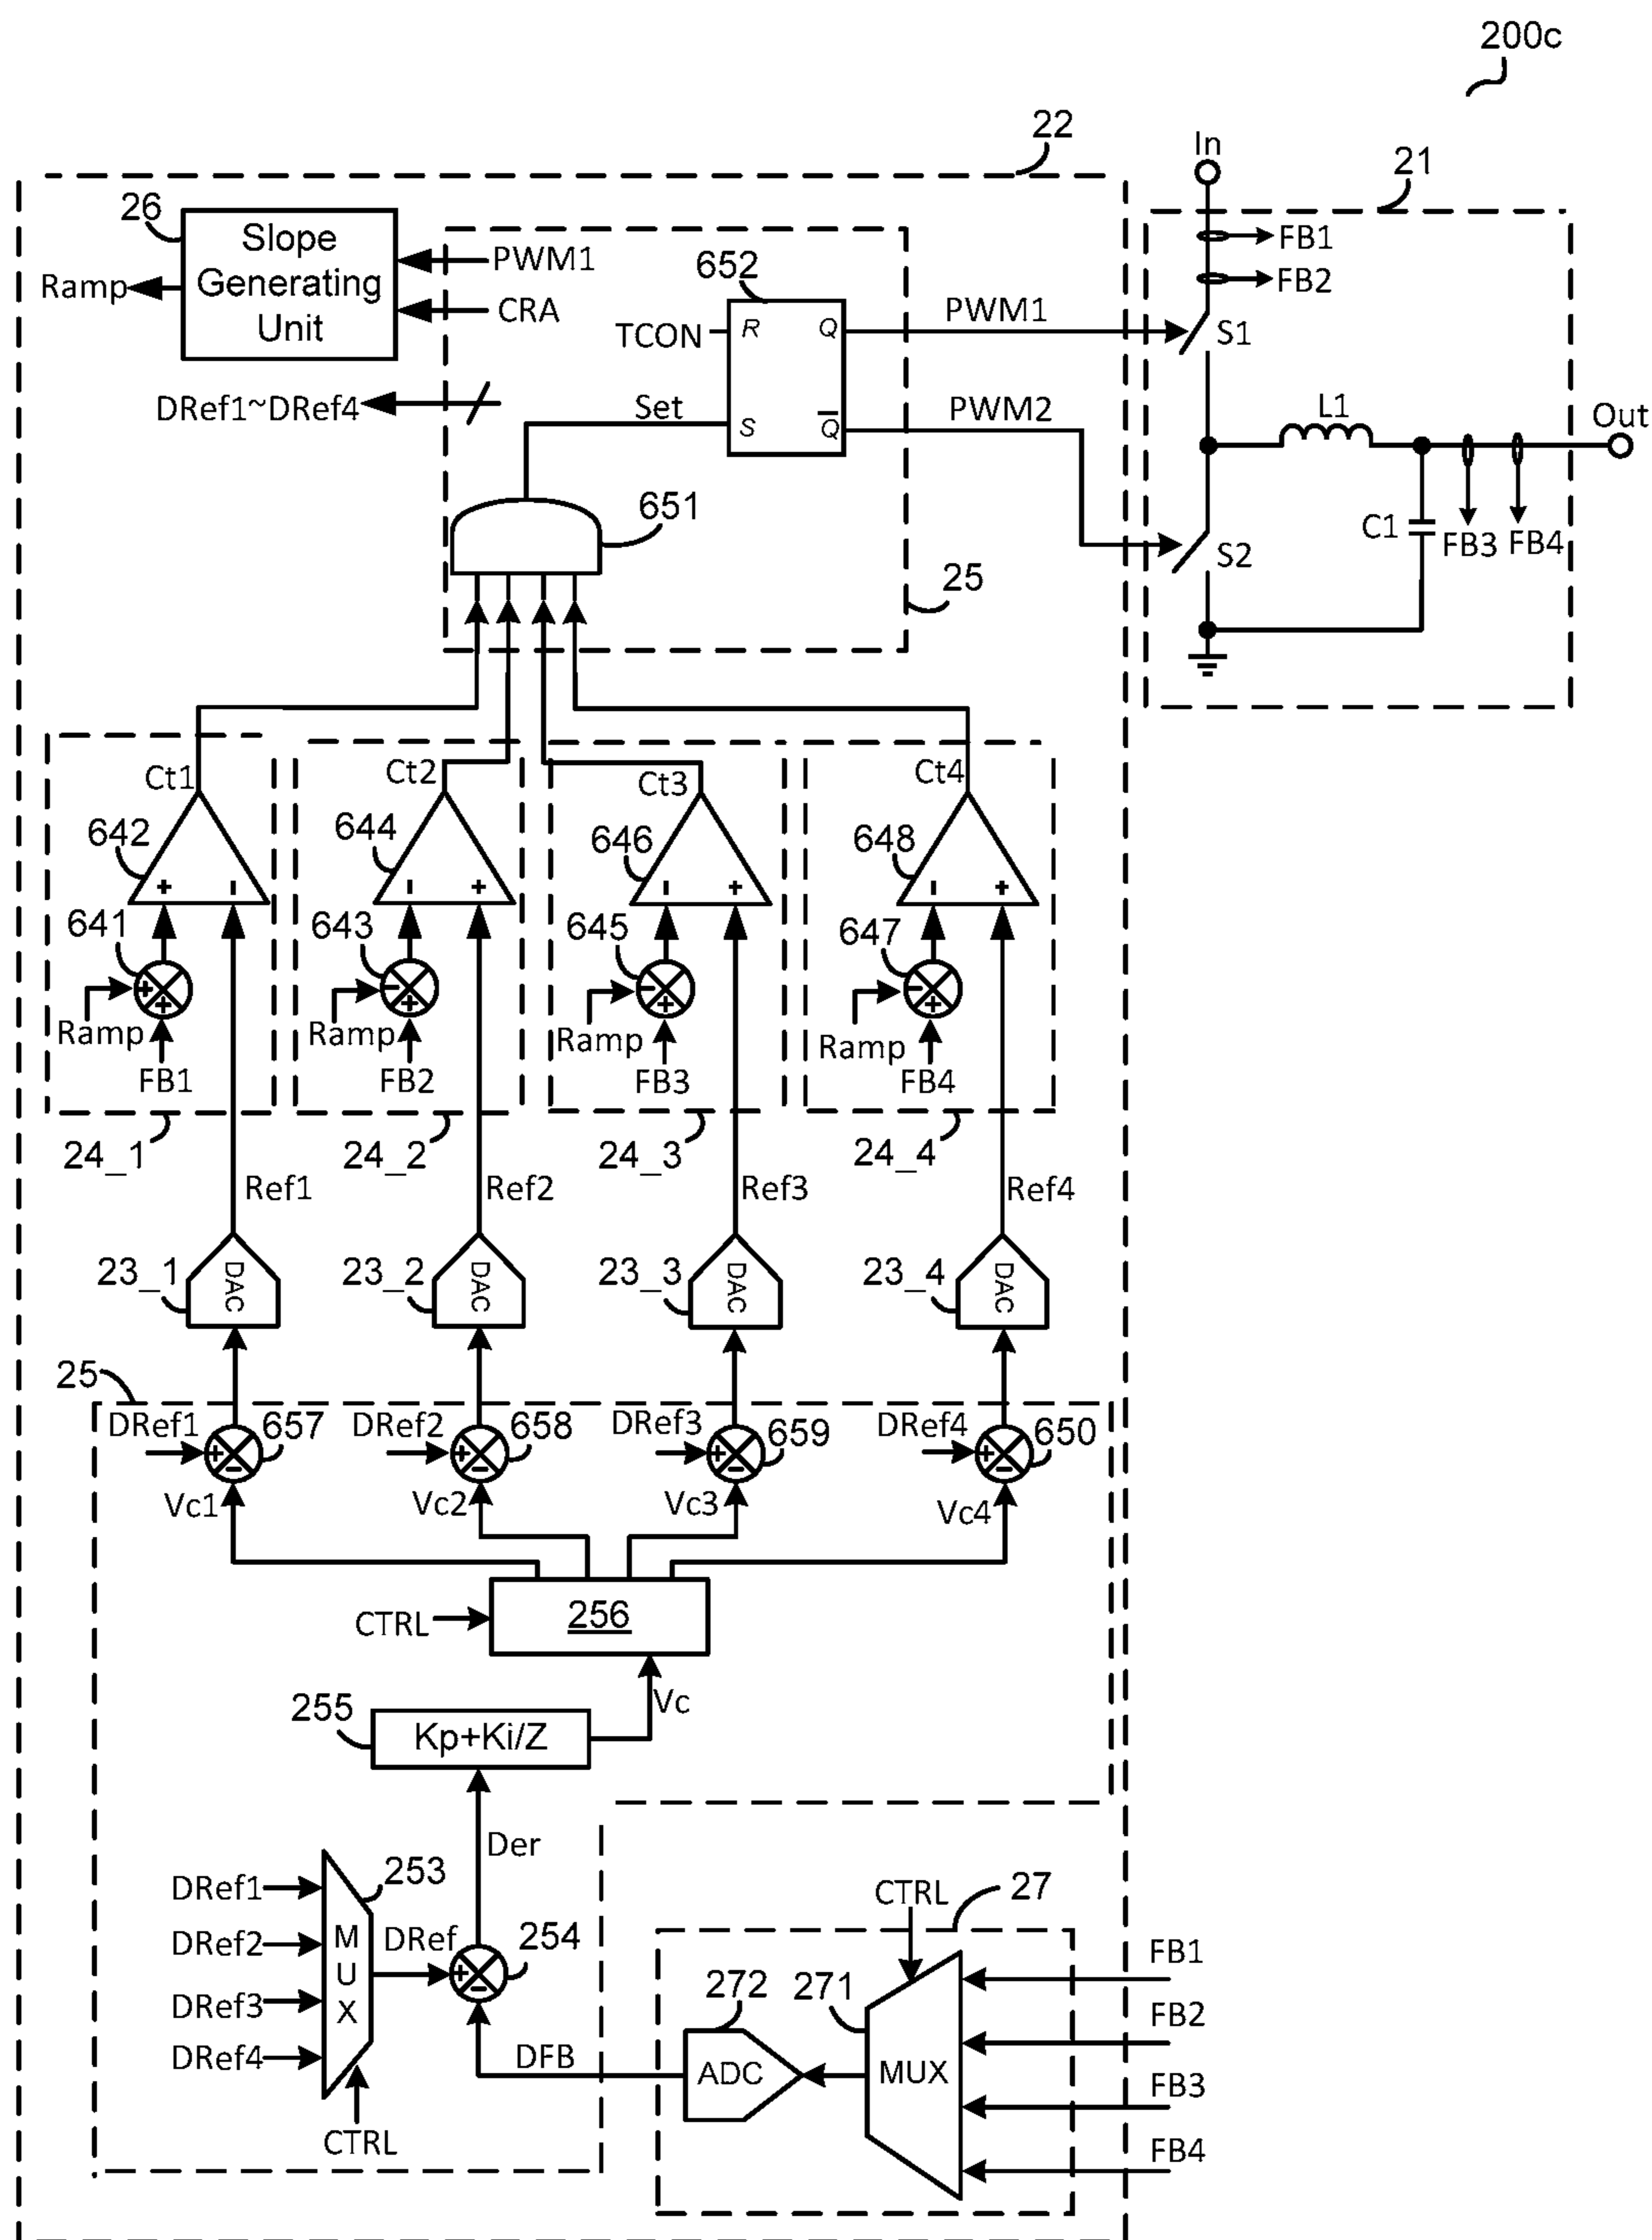 200c
22
In
21
26
Slope
Generating
Unit
Ramp
PWM1
CRA
FB1
FB2
652
TCON
R
Q
S
Q
PWM1
PWM2
S1
DRef1~DRef4
Set
L1
Out
651
C1
FB3
FB4
S2
25
Ct1
Ct2
Ct3
Ct4
642
644
646
648
+
-
-
+
-
+
-
+
641
643
645
647
+
+
-
+
-
+
-
+
Ramp
Ramp
Ramp
Ramp
FB1
FB2
FB3
FB4
24_1
24_2
24_3
24_4
Ref1
Ref2
Ref3
Ref4
23_1
DAC
23_2
DAC
23_3
DAC
23_4
DAC
25
DRef1
657
DRef2
658
DRef3
659
DRef4
650
+
-
+
-
+
-
+
-
Vc1
Vc2
Vc3
Vc4
CTRL
256
Vc
255
Kp+Ki/Z
Der
253
DRef1
DRef2
DRef3
DRef4
MUX
DRef
+
-
254
CTRL
DFB
CTRL
27
272
271
ADC
MUX
FB1
FB2
FB3
FB4